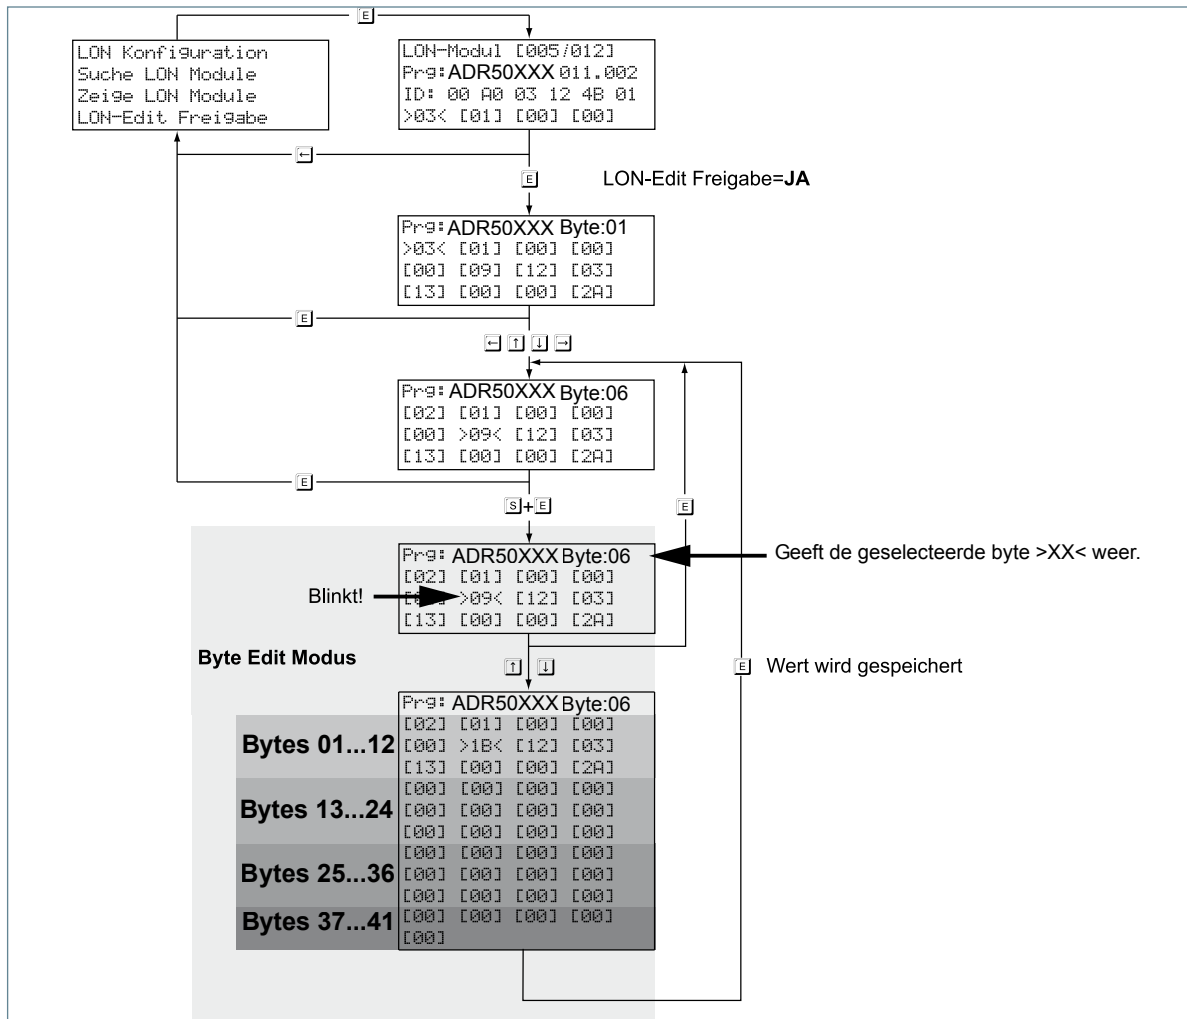 E
LON Konfiguration
Suche LON Module
Zeige LON Module
LON-Edit Freigabe
LON-Modul [005/012]
Prg: ADR50XXX 011.002
ID: 00 A0 03 12 4B 01
>03< [01] [00] [00]
←
E
LON-Edit Freigabe=JA
Prg: ADR50XXX Byte:01
>03< [01] [00] [00]
[00] [09] [12] [03]
[13] [00] [00] [2A]
E
← ↑ ↓ →
Prg: ADR50XXX Byte:06
[02] [01] [00] [00]
[00] >09< [12] [03]
[13] [00] [00] [2A]
E
S+E
E
Prg: ADR50XXX Byte:06
[02] [01] [00] [00]
>09< [12] [03]
[13] [00] [00] [2A]
Geeft de geselecteerde byte >XX< weer.
Blinkt!
Byte Edit Modus
↑ ↓
E Wert wird gespeichert
Prg: ADR50XXX Byte:06
[02] [01] [00] [00]
Bytes 01...12 [00] >1B< [12] [03]
[13] [00] [00] [2A]
[00] [00] [00] [00]
Bytes 13...24 [00] [00] [00] [00]
[00] [00] [00] [00]
[00] [00] [00] [00]
Bytes 25...36 [00] [00] [00] [00]
[00] [00] [00] [00]
Bytes 37...41 [00] [00] [00] [00]
[00]